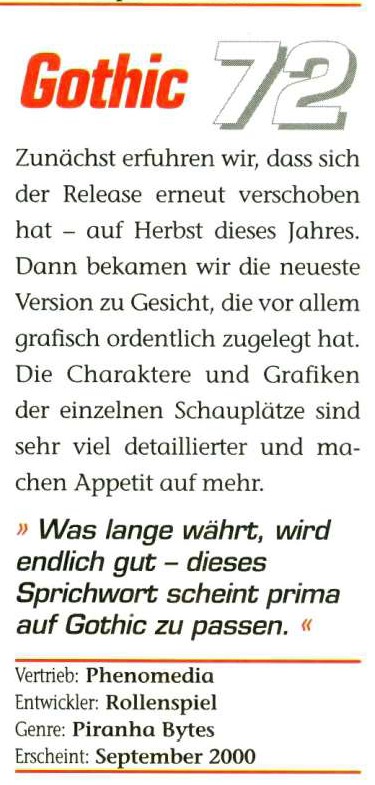 Gothic 72
Zunächst erfuhren wir, dass sich
der Release erneut verschoben
hat – auf Herbst dieses Jahres.
Dann bekamen wir die neueste
Version zu Gesicht, die vor allem
grafisch ordentlich zugelegt hat.
Die Charaktere und Grafiken
der einzelnen Schauplätze sind
sehr viel detaillierter und ma-
chen Appetit auf mehr.
» Was lange währt, wird
endlich gut – dieses
Sprichwort scheint prima
auf Gothic zu passen. «
Vertrieb: Phenomedia
Entwickler: Rollenspiel
Genre: Piranha Bytes
Erscheint: September 2000